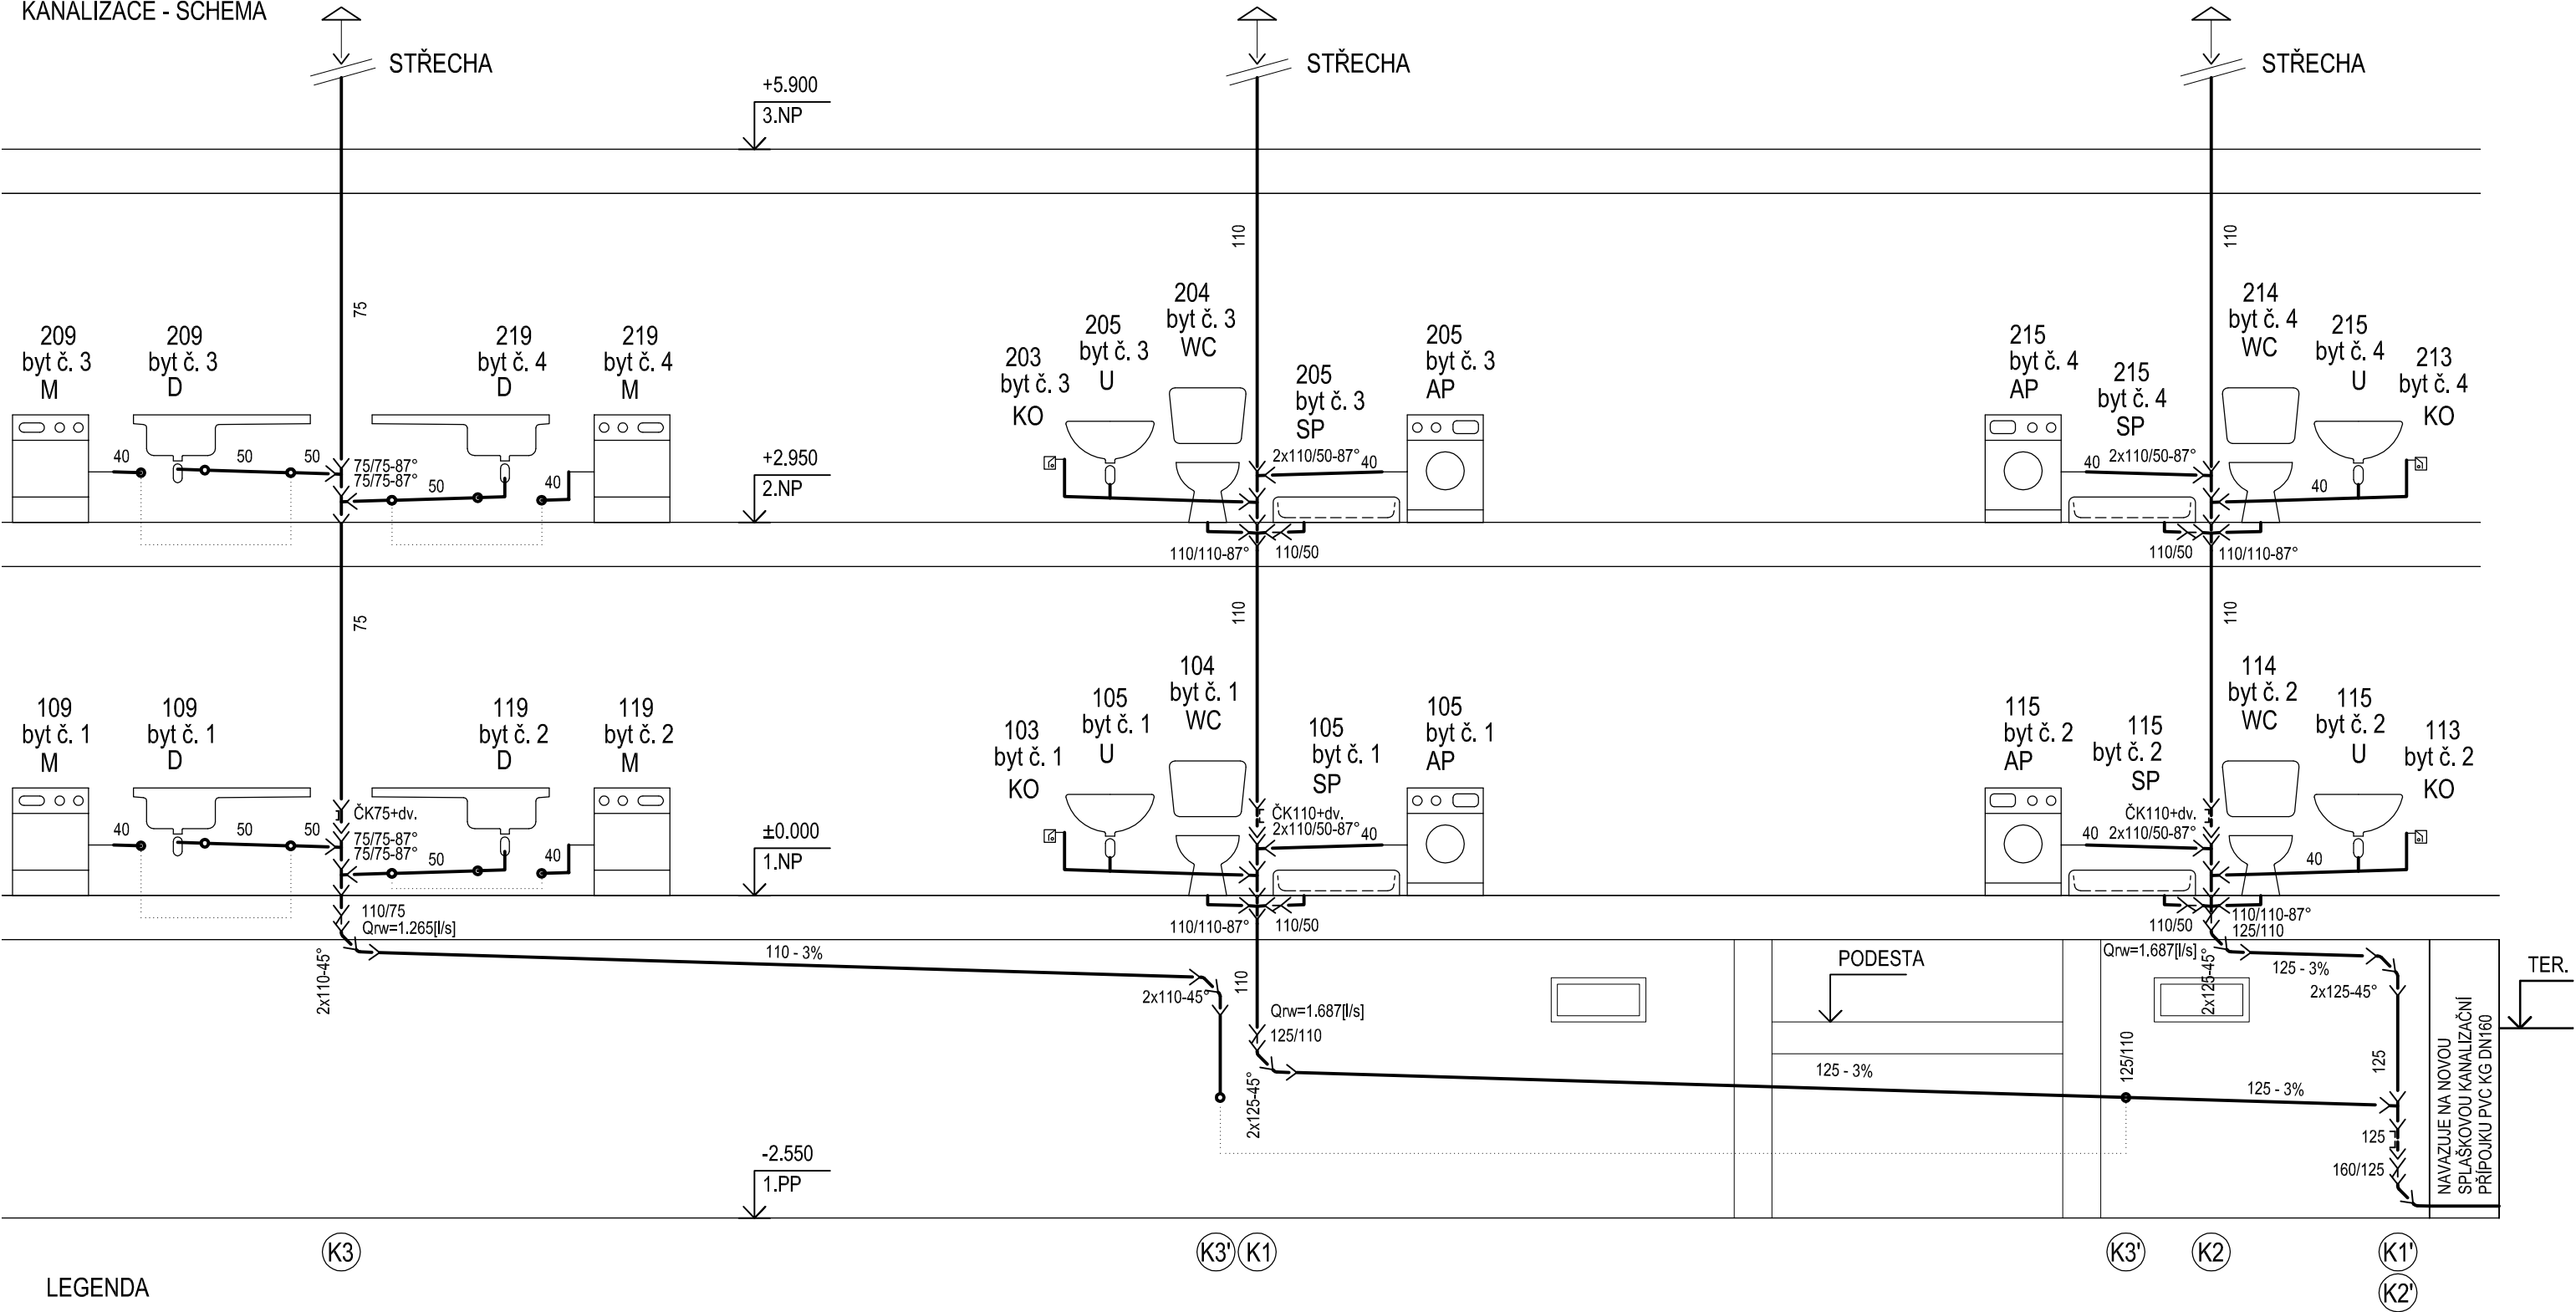 KANALIZACE - SCHÉMA
STŘECHA
STŘECHA
STŘECHA
+5.900
3.NP
110
110
75
209
byt č. 3
M
209
byt č. 3
D
219
byt č. 4
D
219
byt č. 4
M
203
byt č. 3
KO
205
byt č. 3
U
204
byt č. 3
WC
205
byt č. 3
SP
205
byt č. 3
AP
215
byt č. 4
AP
215
byt č. 4
SP
214
byt č. 4
WC
215
byt č. 4
U
213
byt č. 4
KO
40
50
50
75/75-87°
75/75-87°
50
40
+2.950
2.NP
2x110/50-87°
40
40
2x110/50-87°
40
110/110-87°
110/50
110/50
110/110-87°
75
110
110
109
byt č. 1
M
109
byt č. 1
D
119
byt č. 2
D
119
byt č. 2
M
103
byt č. 1
KO
105
byt č. 1
U
104
byt č. 1
WC
105
byt č. 1
SP
105
byt č. 1
AP
115
byt č. 2
AP
115
byt č. 2
SP
114
byt č. 2
WC
115
byt č. 2
U
113
byt č. 2
KO
40
50
50
ČK75+dv.
75/75-87°
75/75-87°
50
40
±0.000
1.NP
ČK110+dv.
2x110/50-87°
40
ČK110+dv.
40
2x110/50-87°
40
110/75
Qrw=1.265[l/s]
2x110-45°
110 - 3%
110/110-87°
110/50
110/50
110/110-87°
125/110
Qrw=1.687[l/s]
2x125-45°
125 - 3%
2x125-45°
2x110-45°
110
Qrw=1.687[l/s]
125/110
2x125-45°
PODESTA
125 - 3%
125/110
125 - 3%
125
125
160/125
NAVAZUJE NA NOVOU
SPLAŠKOVOU KANALIZAČNÍ
PŘÍPOJKU PVC KG DN160
TER.
-2.550
1.PP
K3
K3'
K1
K3'
K2
K1'
K2'
LEGENDA